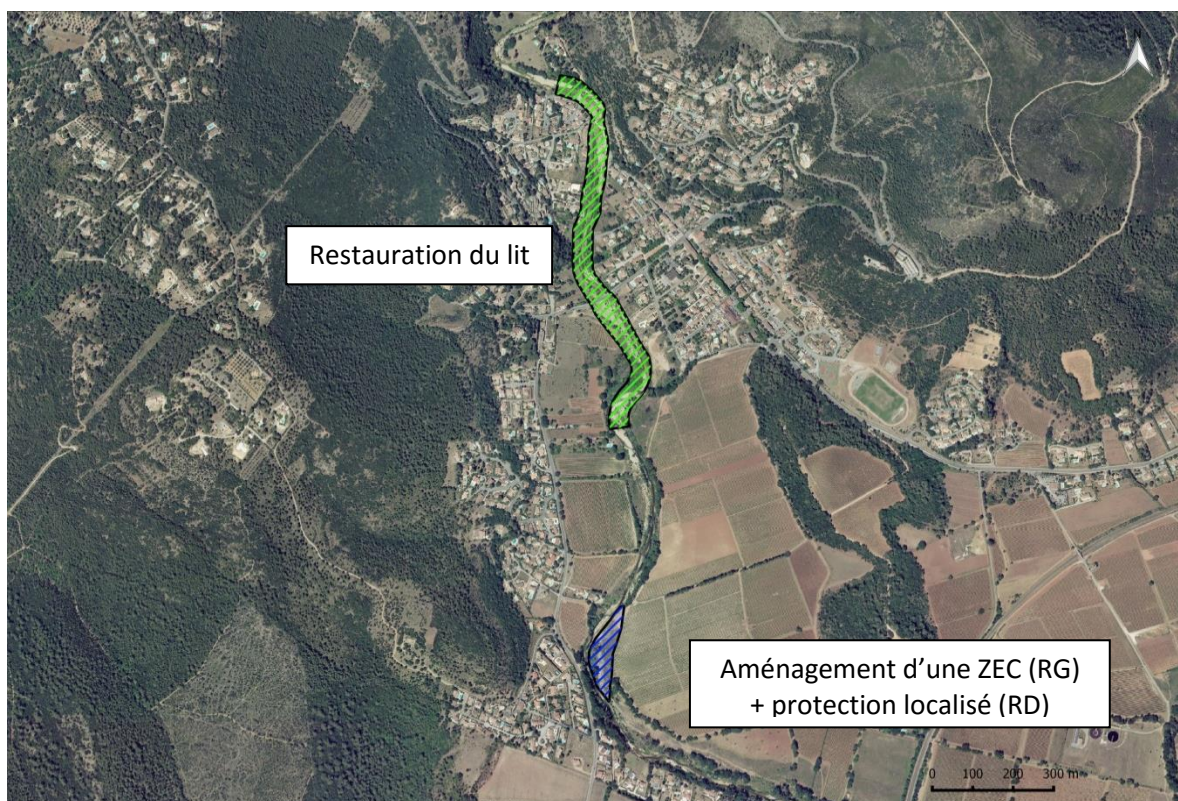 Restauration du lit
Aménagement d’une ZEC (RG)
+ protection localisé (RD)
0 100 200 300 m